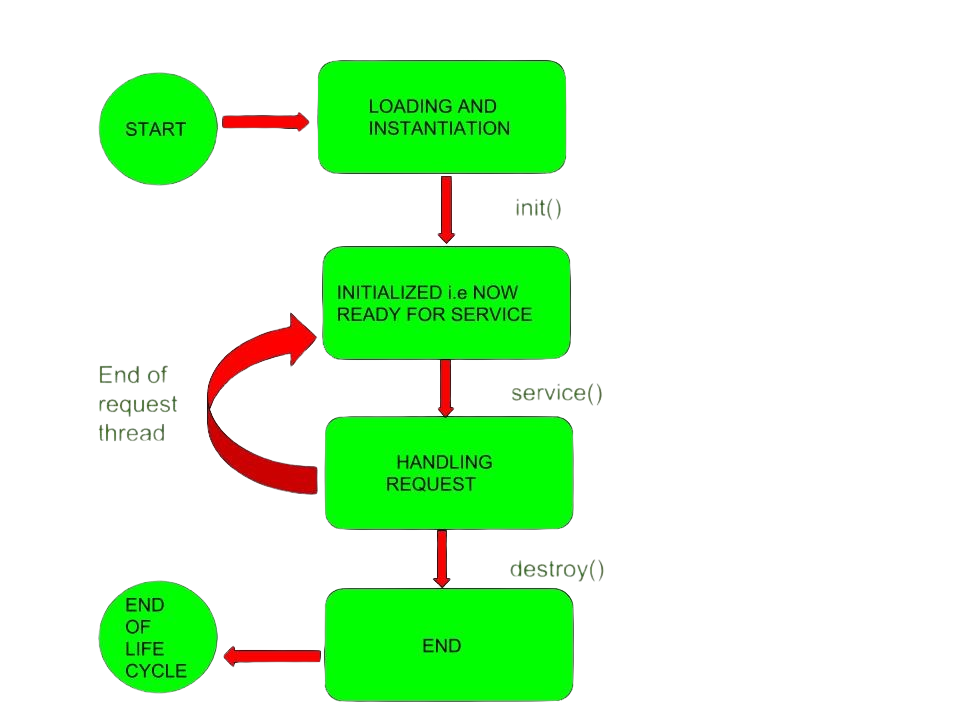 START
LOADING AND
INSTANTIATION
init()
INITIALIZED i.e NOW
READY FOR SERVICE
End of
request
thread
service()
HANDLING
REQUEST
destroy()
END
OF
LIFE
CYCLE
END